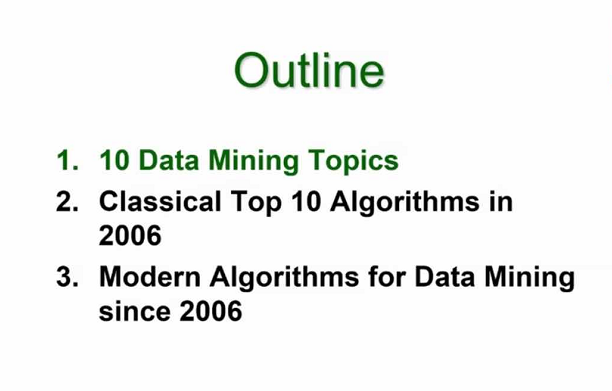 Outline
1. 10 Data Mining Topics
2. Classical Top 10 Algorithms in
2006
3. Modern Algorithms for Data Mining
since 2006